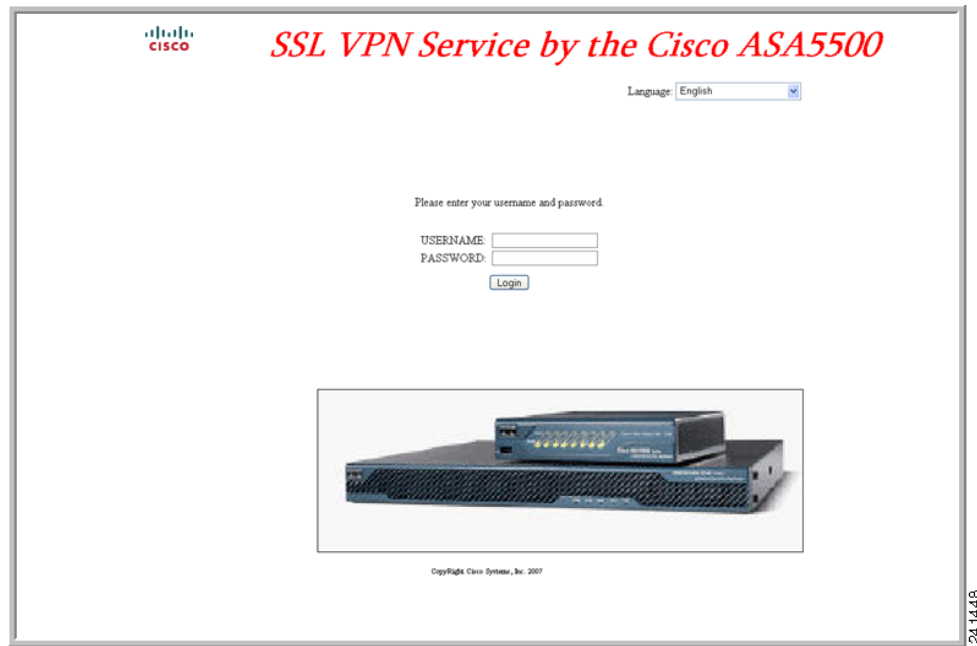 CISCO
SSL VPN Service by the Cisco ASA5500
Language: English
Please enter your username and password.
USERNAME:
PASSWORD:
Login
CopyRight Cisco Systems, Inc. 2007
241448